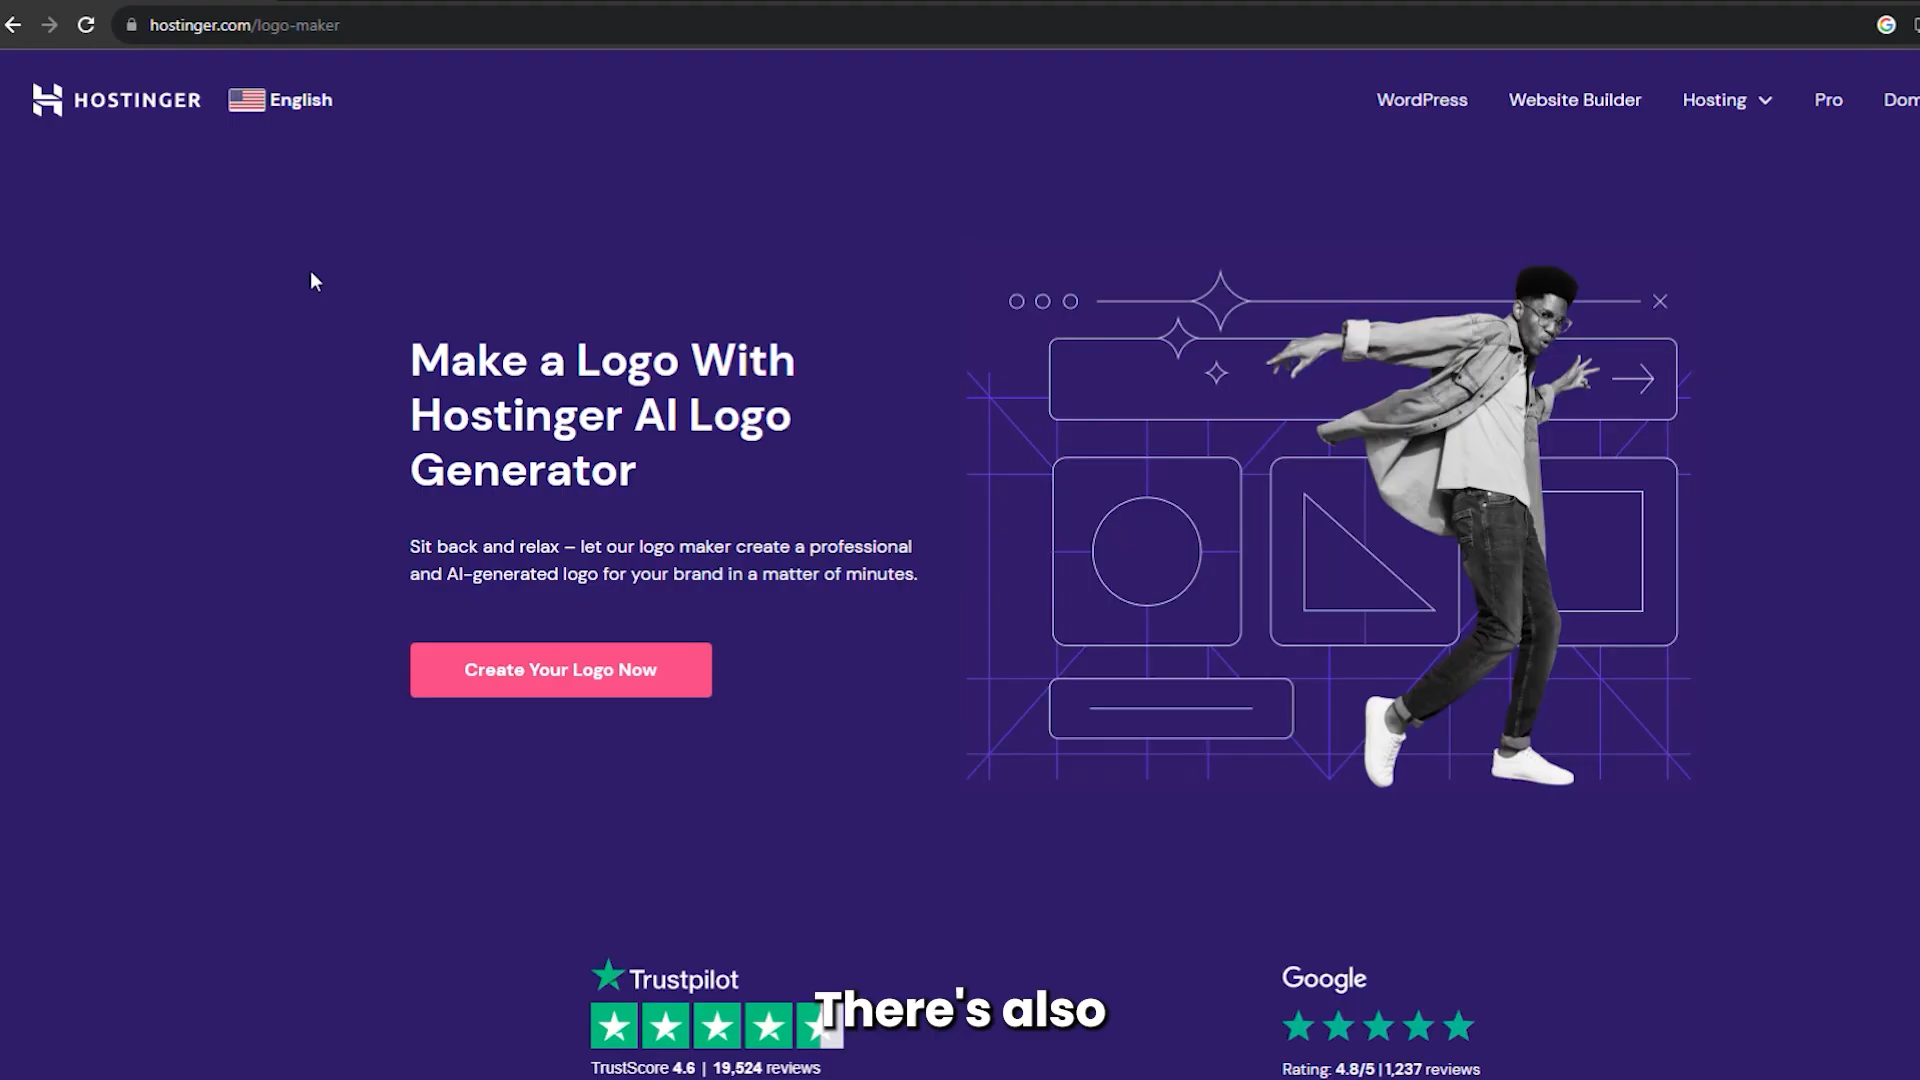 hostinger.com/logo-maker
HOSTINGER
English
WordPress
Website Builder
Hosting
Pro
Make a Logo With
Hostinger AI Logo
Generator
Sit back and relax – let our logo maker create a professional
and AI-generated logo for your brand in a matter of minutes.
Create Your Logo Now
Trustpilot
TrustScore 4.6 | 19,524 reviews
There's also
Google
Rating: 4.8/5 | 1,237 reviews